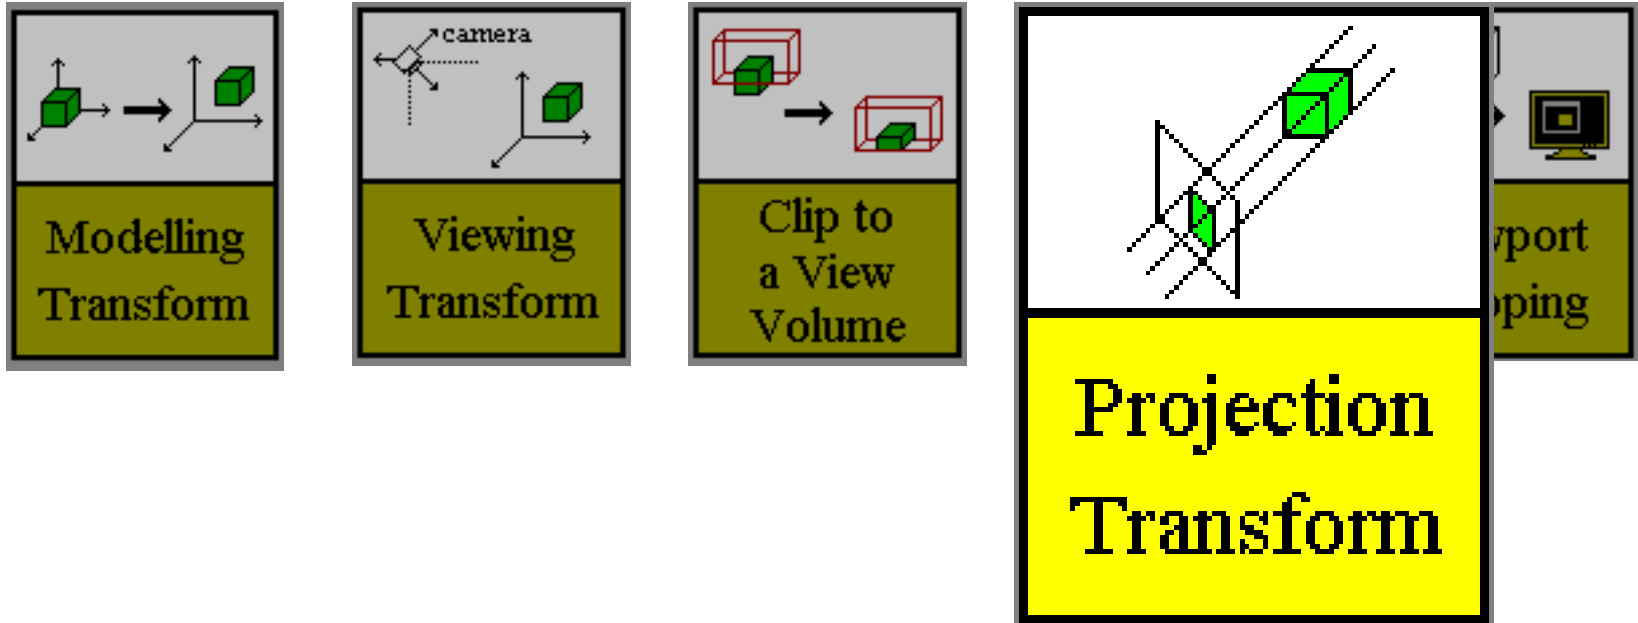 camera
Modelling
Transform
Viewing
Transform
Clip to
a View
Volume
Projection
Transform